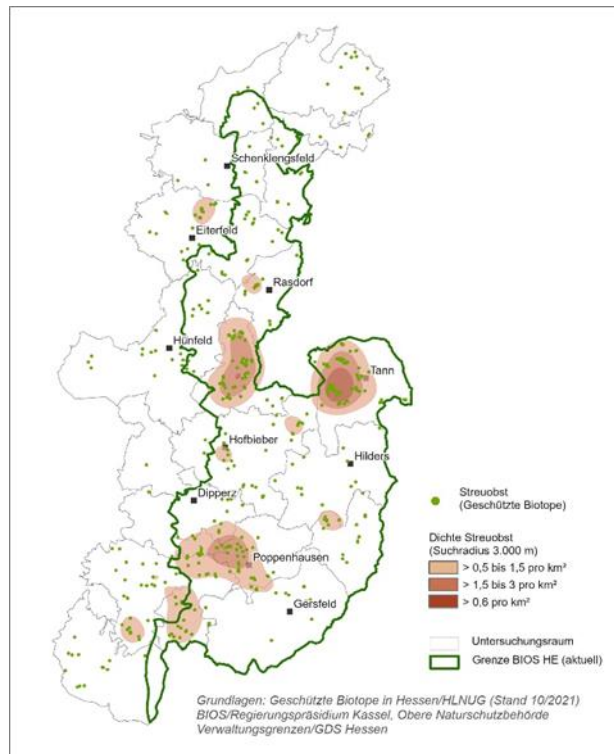 Schenklengsfeld
Eiterfeld
Rasdorf
Hünfeld
Tann
Hofbieber
Hilders
Dipperz
Poppenhausen
Gersfeld
Streuobst
(Geschützte Biotope)
Dichte Streuobst
(Suchradius 3.000 m)
> 0,5 bis 1,5 pro km²
> 1,5 bis 3 pro km²
> 0,6 pro km²
Untersuchungsraum
Grenze BIOS HE (aktuell)
Grundlagen: Geschützte Biotope in Hessen/HLNUG (Stand 10/2021)
BIOS/Regierungspräsidium Kassel, Obere Naturschutzbehörde
Verwaltungsgrenzen/GDS Hessen